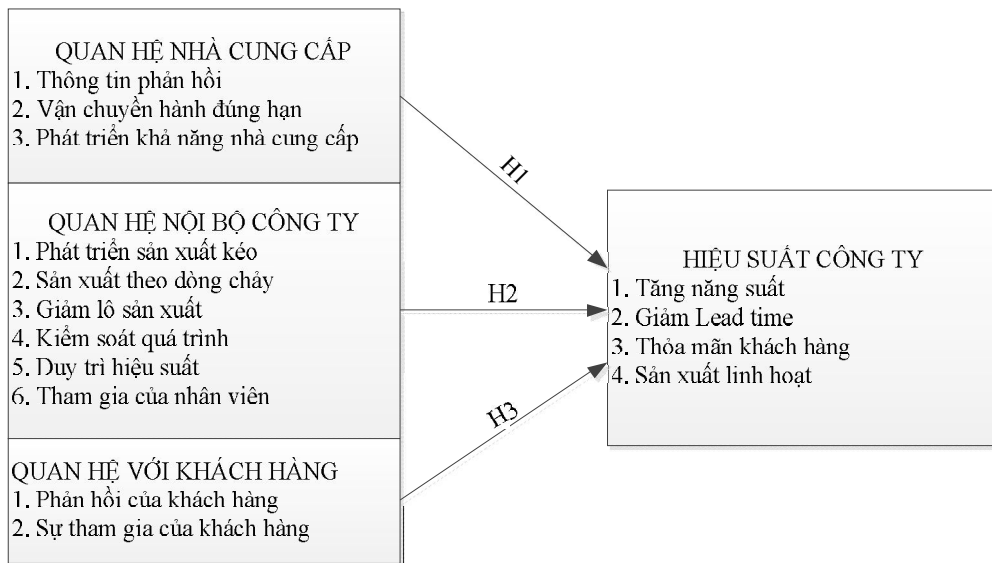 QUAN HỆ NHÀ CUNG CẤP
1. Thông tin phản hồi
2. Vận chuyền hành đúng hạn
3. Phát triển khả năng nhà cung cấp
H1
QUAN HỆ NỘI BỘ CÔNG TY
1. Phát triển sản xuất kéo
2. Sản xuất theo dòng chảy
3. Giảm lô sản xuất
4. Kiểm soát quá trình
5. Duy trì hiệu suất
6. Tham gia của nhân viên
H2
HIỆU SUẤT CÔNG TY
1. Tăng năng suất
2. Giảm Lead time
3. Thỏa mãn khách hàng
4. Sản xuất linh hoạt
H3
QUAN HỆ VỚI KHÁCH HÀNG
1. Phản hồi của khách hàng
2. Sự tham gia của khách hàng